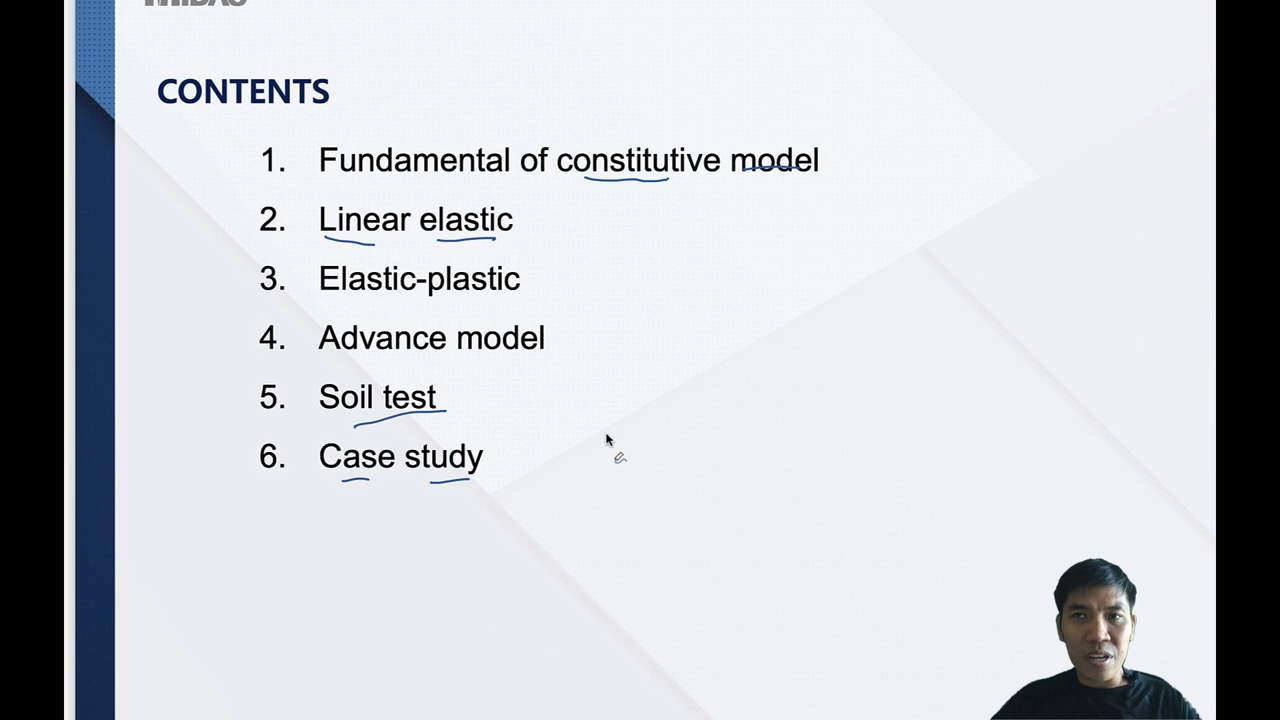 MIDAS
CONTENTS
1. Fundamental of constitutive model
2. Linear elastic
3. Elastic-plastic
4. Advance model
5. Soil test
6. Case study